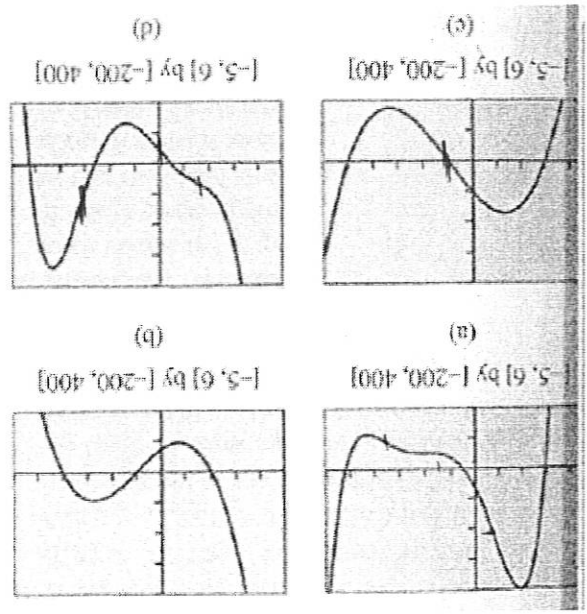 [-5, 6] by [-200, 400]
[-5, 6] by [-200, 400]
(a)
(b)
[-5, 6] by [-200, 400]
[-5, 6] by [-200, 400]
(c)
(d)